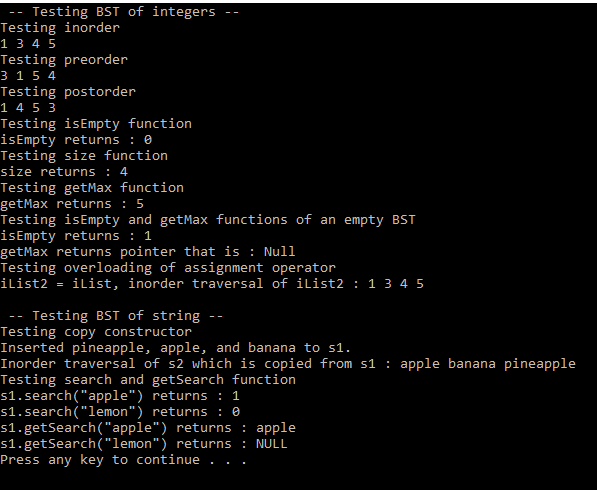 -- Testing BST of integers --
Testing inorder
1 3 4 5
Testing preorder
3 1 5 4
Testing postorder
1 4 5 3
Testing isEmpty function
isEmpty returns : 0
Testing size function
size returns : 4
Testing getMax function
getMax returns : 5
Testing isEmpty and getMax functions of an empty BST
isEmpty returns : 1
getMax returns pointer that is : Null
Testing overloading of assignment operator
iList2 = iList, inorder traversal of iList2 : 1 3 4 5

-- Testing BST of string --
Testing copy constructor
Inserted pineapple, apple, and banana to s1.
Inorder traversal of s2 which is copied from s1 : apple banana pineapple
Testing search and getSearch function
s1.search("apple") returns : 1
s1.search("lemon") returns : 0
s1.getSearch("apple") returns : apple
s1.getSearch("lemon") returns : NULL
Press any key to continue . . .